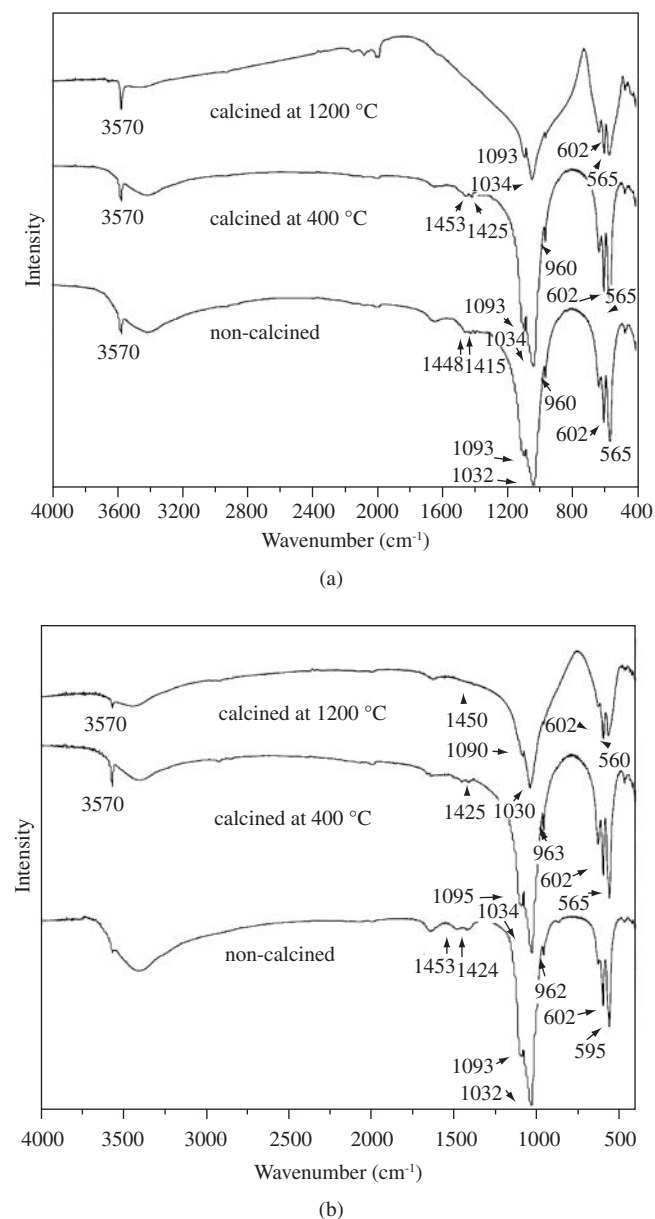 calcined at 1200 °C
3570
1093
602
1034
565
calcined at 400 °C
3570
1453
1425
960
602
565
1093
non-calcined
3570
1034
1448
1415
960
602
565
1093
1032
Intensity
4000 3600 3200 2800 2400 2000 1600 1200 800 400
Wavenumber (cm-1)
(a)
3570
calcined at 1200 °C
1450
602
1090
560
3570
1425
1030
calcined at 400 °C
963
602
1095
565
1034
non-calcined
1453
1424
962
602
595
1093
1032
Intensity
4000 3500 3000 2500 2000 1500 1000 500
Wavenumber (cm-1)
(b)